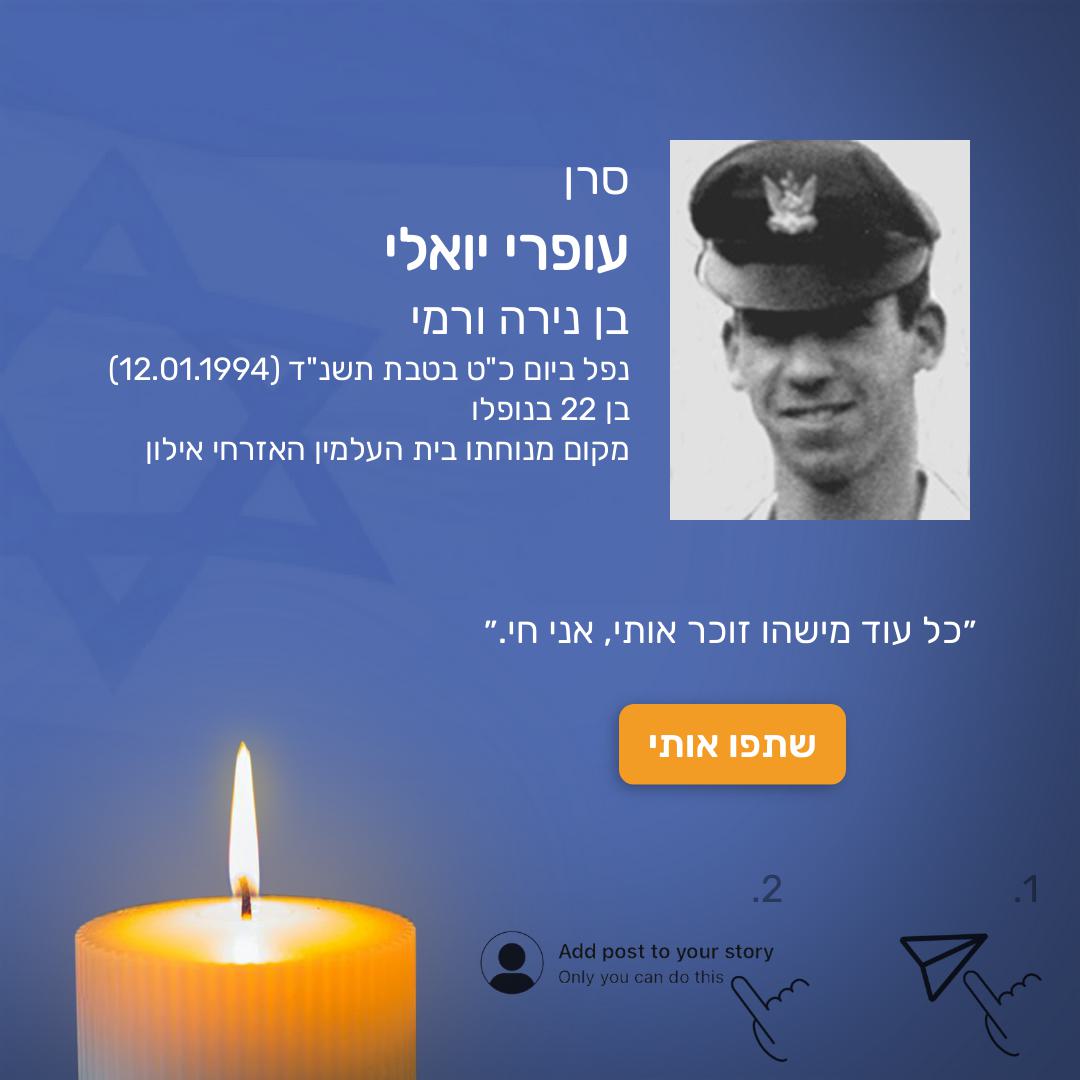 סרן
עופרי יואלי
בן נירה ורמי
נפל ביום כ"ט בטבת תשנ"ד (12.01.1994)
בן 22 בנופלו
מקום מנוחתו בית העלמין האזרחי אילון
״כל עוד מישהו זוכר אותי, אני חי.״
שתפו אותי
1.
2.
Add post to your story
Only you can do this